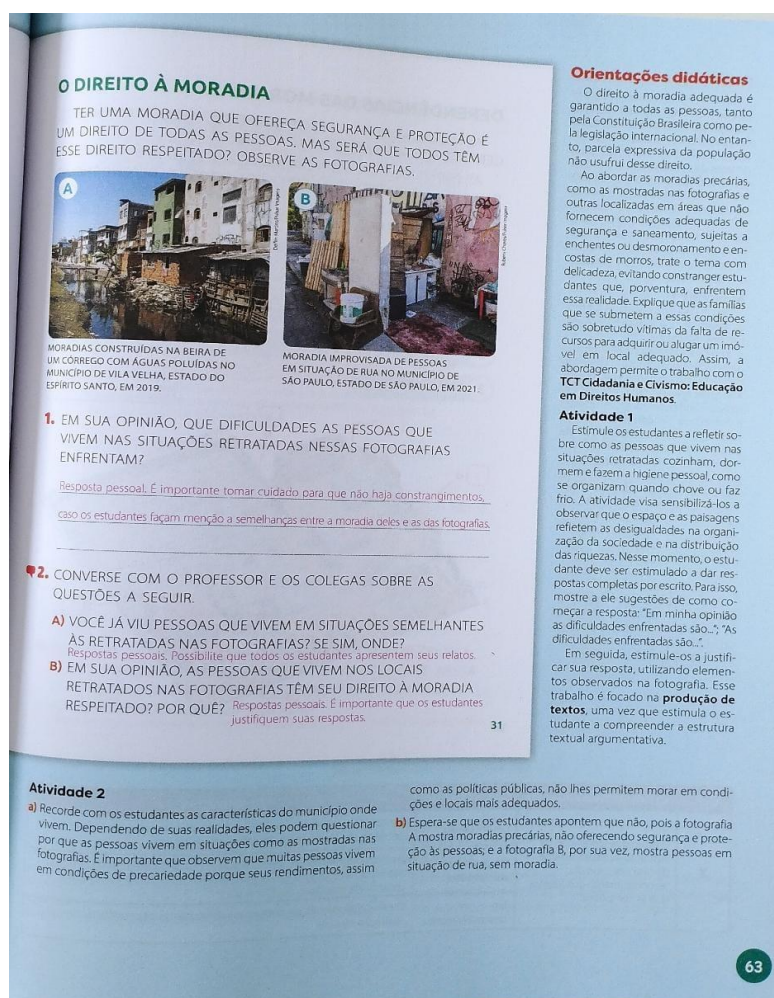 O DIREITO À MORADIA
TER UMA MORADIA QUE OFEREÇA SEGURANÇA E PROTEÇÃO É
UM DIREITO DE TODAS AS PESSOAS. MAS SERÁ QUE TODOS TÊM
ESSE DIREITO RESPEITADO? OBSERVE AS FOTOGRAFIAS.
A
B
MORADIAS CONSTRUÍDAS NA BEIRA DE
UM CÓRREGO COM ÁGUAS POLUÍDAS NO
MUNICÍPIO DE VILA VELHA, ESTADO DO
ESPÍRITO SANTO, EM 2019.
MORADIA IMPROVISADA DE PESSOAS
EM SITUAÇÃO DE RUA NO MUNICÍPIO DE
SÃO PAULO, ESTADO DE SÃO PAULO, EM 2021.
1. EM SUA OPINIÃO, QUE DIFICULDADES AS PESSOAS QUE
VIVEM NAS SITUAÇÕES RETRATADAS NESSAS FOTOGRAFIAS
ENFRENTAM?
Resposta pessoal. É importante tomar cuidado para que não haja constrangimentos,
caso os estudantes façam menção a semelhanças entre a moradia deles e as das fotografias.
2. CONVERSE COM O PROFESSOR E OS COLEGAS SOBRE AS
QUESTÕES A SEGUIR.
A) VOCÊ JÁ VIU PESSOAS QUE VIVEM EM SITUAÇÕES SEMELHANTES
ÀS RETRATADAS NAS FOTOGRAFIAS? SE SIM, ONDE?
Respostas pessoais. Possibilite que todos os estudantes apresentem seus relatos.
B) EM SUA OPINIÃO, AS PESSOAS QUE VIVEM NOS LOCAIS
RETRATADOS NAS FOTOGRAFIAS TÊM SEU DIREITO À MORADIA
RESPEITADO? POR QUÊ? Respostas pessoais. É importante que os estudantes
justifiquem suas respostas.
31
Orientações didáticas
O direito à moradia adequada é
garantido a todas as pessoas, tanto
pela Constituição Brasileira como pe-
la legislação internacional. No entan-
to, parcela expressiva da população
não usufrui desse direito.
Ao abordar as moradias precárias,
como as mostradas nas fotografias e
outras localizadas em áreas que não
fornecem condições adequadas de
segurança e saneamento, sujeitas a
enchentes ou desmoronamento e en-
costas de morros, trate o tema com
delicadeza, evitando constranger estu-
dantes que, porventura, enfrentem
essa realidade. Explique que as famílias
que se submetem a essas condições
são sobretudo vítimas da falta de re-
cursos para adquirir ou alugar um imó-
vel em local adequado. Assim, a
abordagem permite o trabalho com o
TCT Cidadania e Civismo: Educação
em Direitos Humanos.
Atividade 1
Estimule os estudantes a refletir so-
bre como as pessoas que vivem nas
situações retratadas cozinham, dor-
mem e fazem a higiene pessoal, como
se organizam quando chove ou faz
frio. A atividade visa sensibilizá-los a
observar que o espaço e as paisagens
refletem as desigualdades na organi-
zação da sociedade e na distribuição
das riquezas. Nesse momento, o estu-
dante deve ser estimulado a dar res-
postas completas por escrito. Para isso,
mostre a ele sugestões de como co-
meçar a resposta: "Em minha opinião
as dificuldades enfrentadas são..."; "As
dificuldades enfrentadas são...".
Em seguida, estimule-os a justifi-
car sua resposta, utilizando elemen-
tos observados na fotografia. Esse
trabalho é focado na produção de
textos, uma vez que estimula o es-
tudante a compreender a estrutura
textual argumentativa.
Atividade 2
a) Recorde com os estudantes as características do município onde
vivem. Dependendo de suas realidades, eles podem questionar
por que as pessoas vivem em situações como as mostradas nas
fotografias. É importante que observem que muitas pessoas vivem
em condições de precariedade porque seus rendimentos, assim
como as políticas públicas, não lhes permitem morar em condi-
ções e locais mais adequados.
b) Espera-se que os estudantes apontem que não, pois a fotografia
A mostra moradias precárias, não oferecendo segurança e prote-
ção às pessoas; e a fotografia B, por sua vez, mostra pessoas em
situação de rua, sem moradia.
63